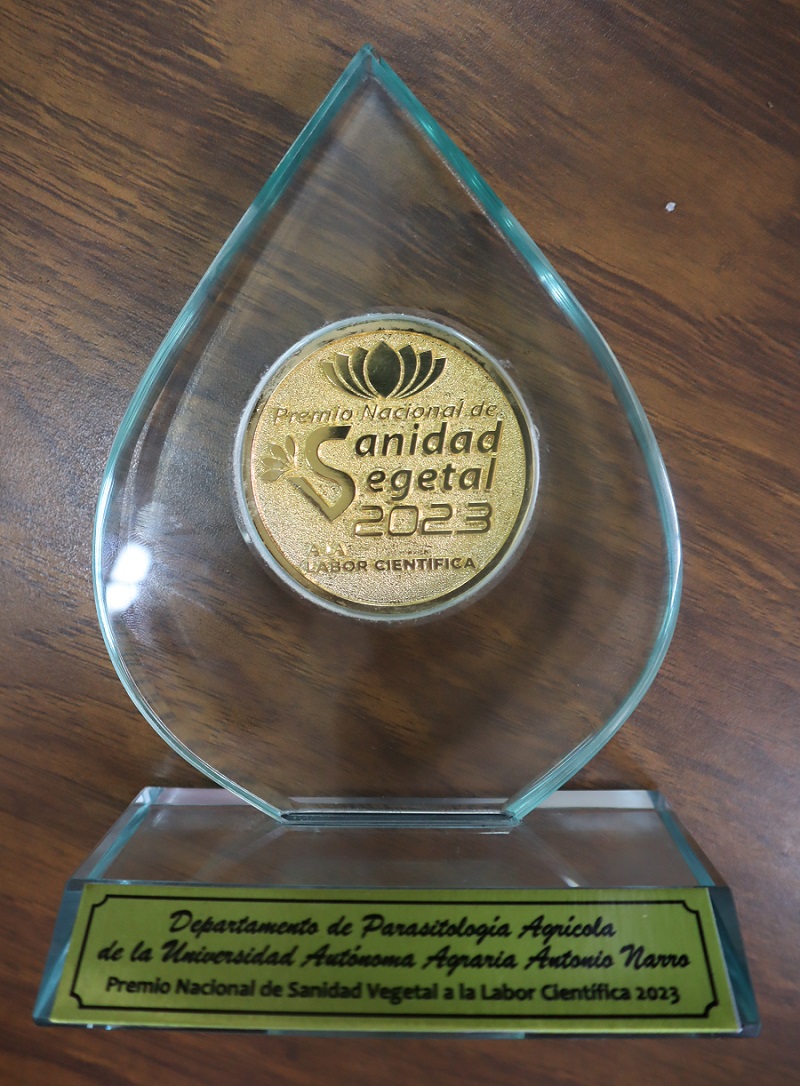 Premio Nacional de
Sanidad
Vegetal
2023
A LA
LABOR CIENTÍFICA
Departamento de Parasitología Agrícola
de la Universidad Autónoma Agraria Antonio Narro
Premio Nacional de Sanidad Vegetal a la Labor Científica 2023